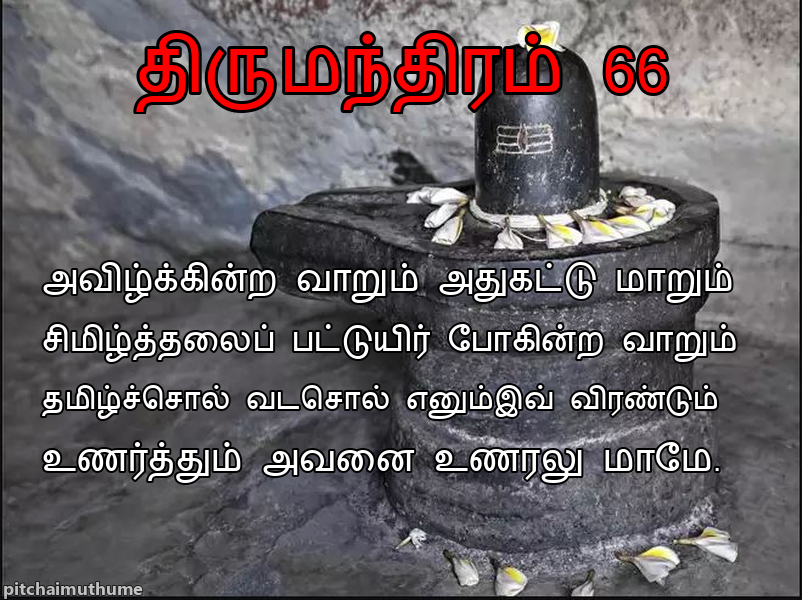 திருமந்திரம் 66
அவிழ்க்கின்ற வாறும் அதுகட்டு மாறும்
சிமிழ்த்தலைப் பட்டுயிர் போகின்ற வாறும்
தமிழ்ச்சொல் வடசொல் எனும்இவ் விரண்டும்
உணர்த்தும் அவனை உணரலு மாமே.
pitchaimuthume